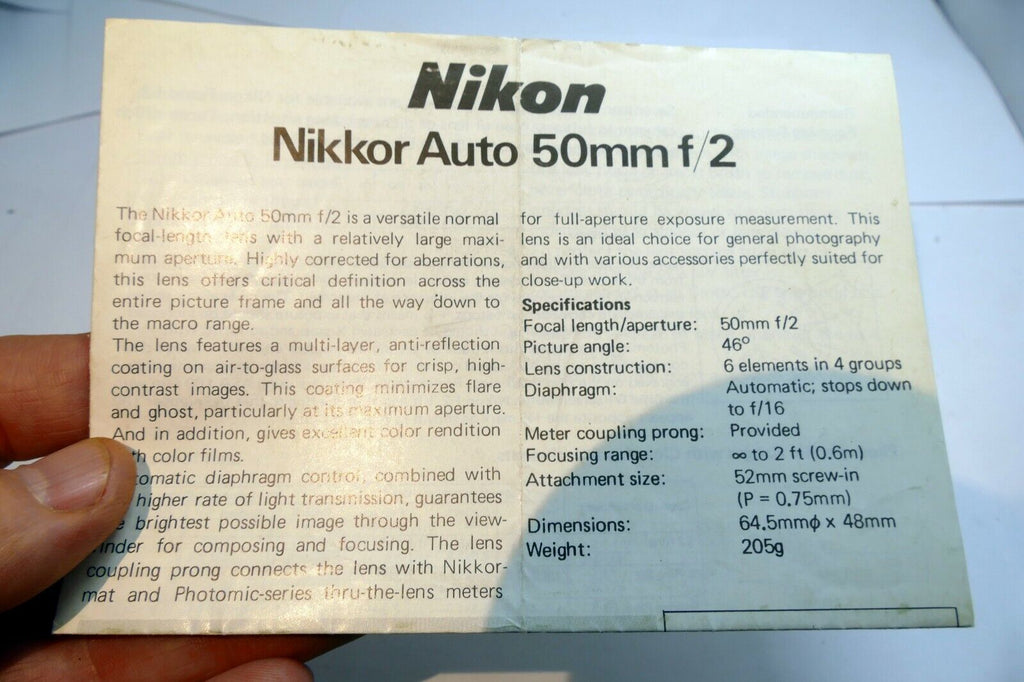 Nikon
Nikkor Auto 50mm f/2
The Nikkor Auto 50mm f/2 is a versatile normal
focal-length lens with a relatively large maxi-
mum aperture. Highly corrected for aberrations,
this lens offers critical definition across the
entire picture frame and all the way down to
the macro range.
The lens features a multi-layer, anti-reflection
coating on air-to-glass surfaces for crisp, high-
contrast images. This coating minimizes flare
and ghost, particularly at its maximum aperture.
And in addition, gives excellent color rendition
color films.
diaphragm control, combined with
higher rate of light transmission, guarantees
brightest possible image through the view-
for composing and focusing. The lens
coupling prong connects the lens with Nikkor-
mat and Photomic-series thru-the-lens meters
for full-aperture exposure measurement. This
lens is an ideal choice for general photography
and with various accessories perfectly suited for
close-up work.
Specifications
Focal length/aperture: 50mm f/2
Picture angle: 46°
Lens construction: 6 elements in 4 groups
Diaphragm: Automatic; stops down
to f/16
Meter coupling prong: Provided
Focusing range: ∞ to 2 ft (0.6m)
Attachment size: 52mm screw-in
(P = 0.75mm)
Dimensions: 64.5mmϕ x 48mm
Weight: 205g